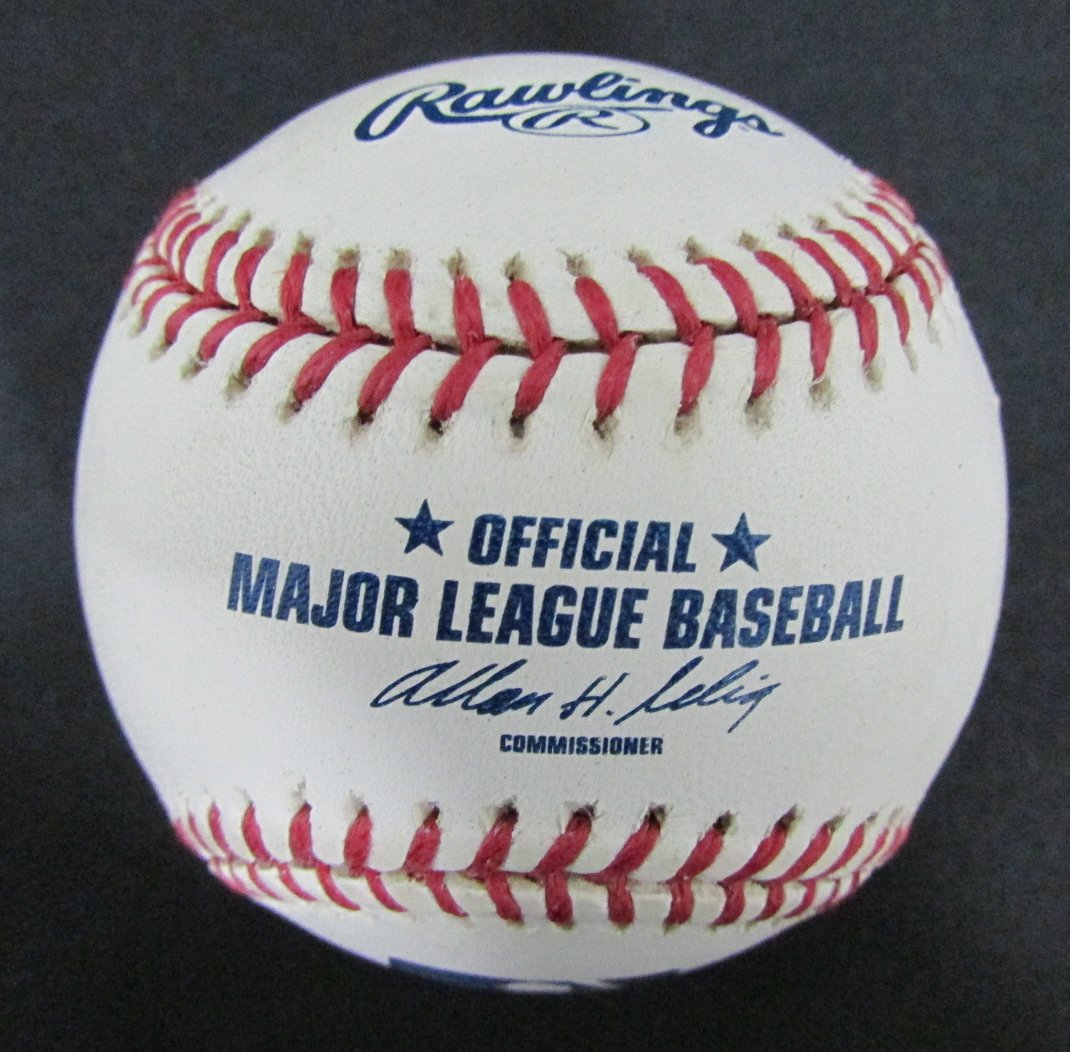 Rawlings
R
OFFICIAL
MAJOR LEAGUE BASEBALL
Allan H. Selig
COMMISSIONER